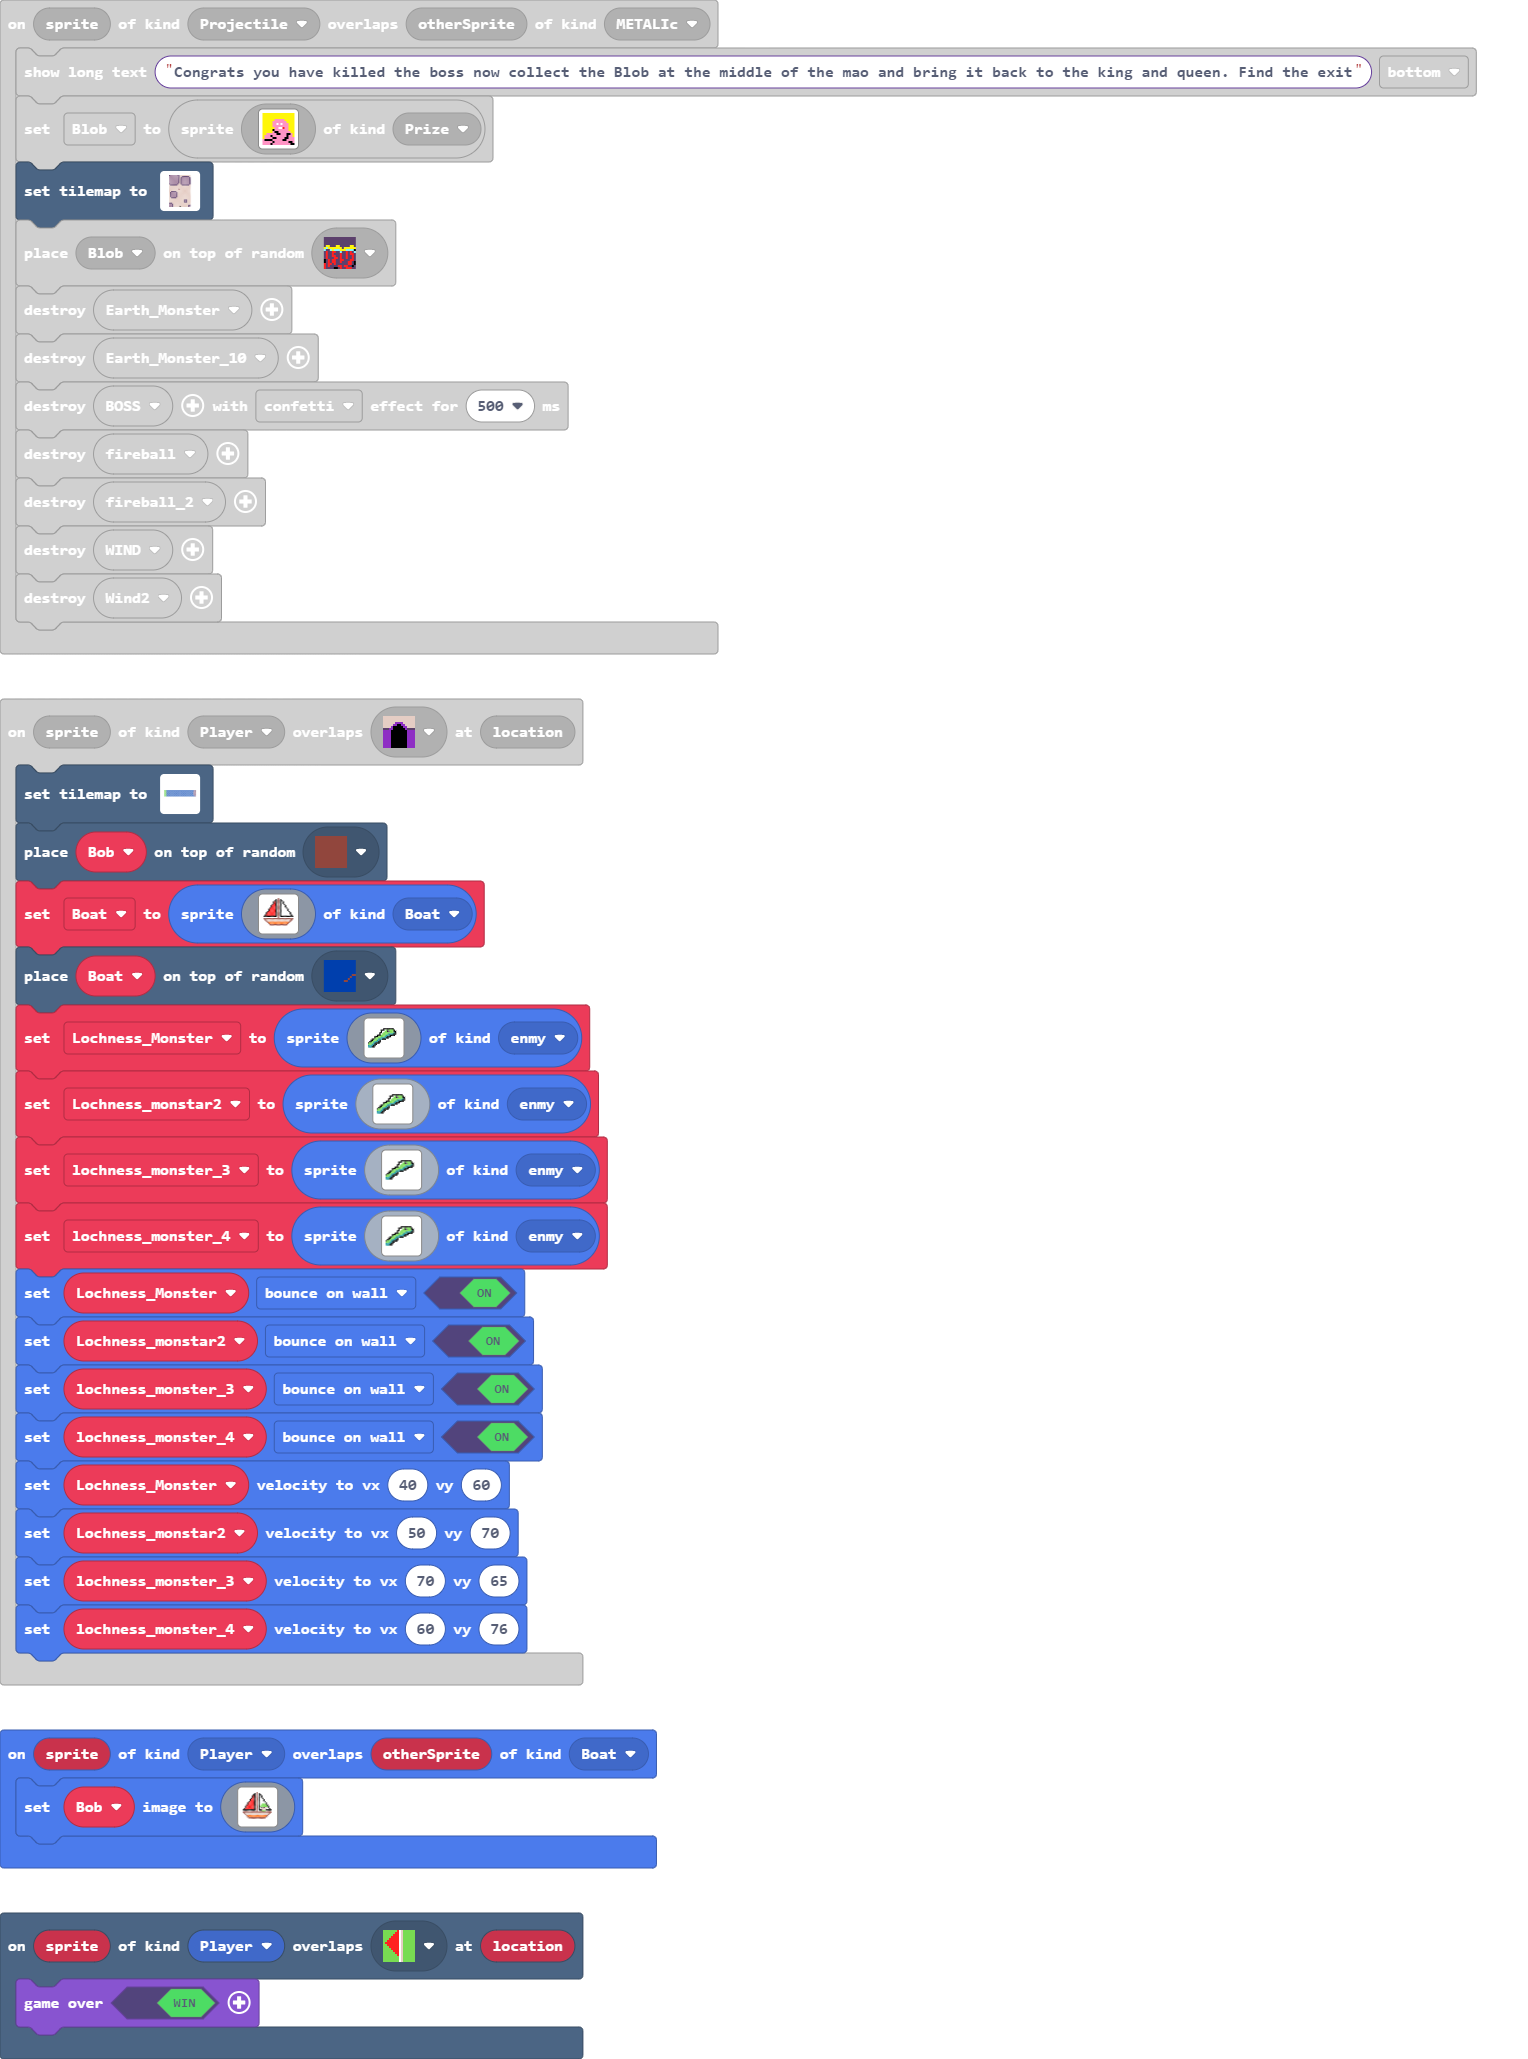 on sprite of kind Projectile overlaps otherSprite of kind METALIc
show long text "Congrats you have killed the boss now collect the Blob at the middle of the mao and bring it back to the king and queen. Find the exit" bottom
set Blob to sprite of kind Prize
set tilemap to
place Blob on top of random
destroy Earth_Monster
destroy Earth_Monster_10
destroy BOSS with confetti effect for 500 ms
destroy fireball
destroy fireball_2
destroy WIND
destroy Wind2
on sprite of kind Player overlaps at location
set tilemap to
place Bob on top of random
set Boat to sprite of kind Boat
place Boat on top of random
set Lochness_Monster to sprite of kind enmy
set Lochness_monstar2 to sprite of kind enmy
set lochness_monster_3 to sprite of kind enmy
set lochness_monster_4 to sprite of kind enmy
set Lochness_Monster bounce on wall ON
set Lochness_monstar2 bounce on wall ON
set lochness_monster_3 bounce on wall ON
set lochness_monster_4 bounce on wall ON
set Lochness_Monster velocity to vx 40 vy 60
set Lochness_monstar2 velocity to vx 50 vy 70
set lochness_monster_3 velocity to vx 70 vy 65
set lochness_monster_4 velocity to vx 60 vy 76
on sprite of kind Player overlaps otherSprite of kind Boat
set Bob image to
on sprite of kind Player overlaps at location
game over WIN